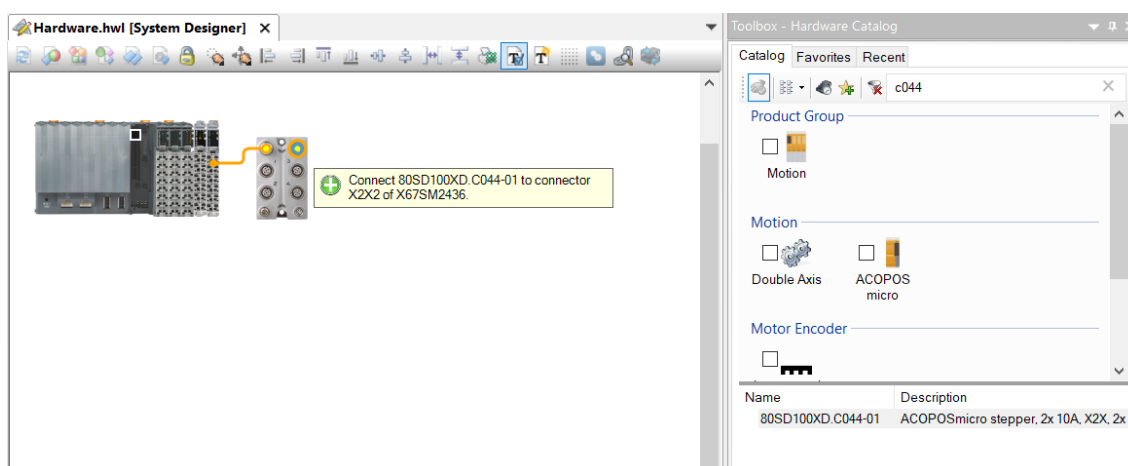 Hardware.hwl [System Designer] X
Toolbox - Hardware Catalog
Catalog Favorites Recent
c044
Product Group
Motion
Motion
Double Axis
ACOPOS
micro
Motor Encoder
Connect 80SD100XD.C044-01 to connector
X2X2 of X67SM2436.
Name Description
80SD100XD.C044-01 ACOPOSmicro stepper, 2x 10A, X2X, 2x